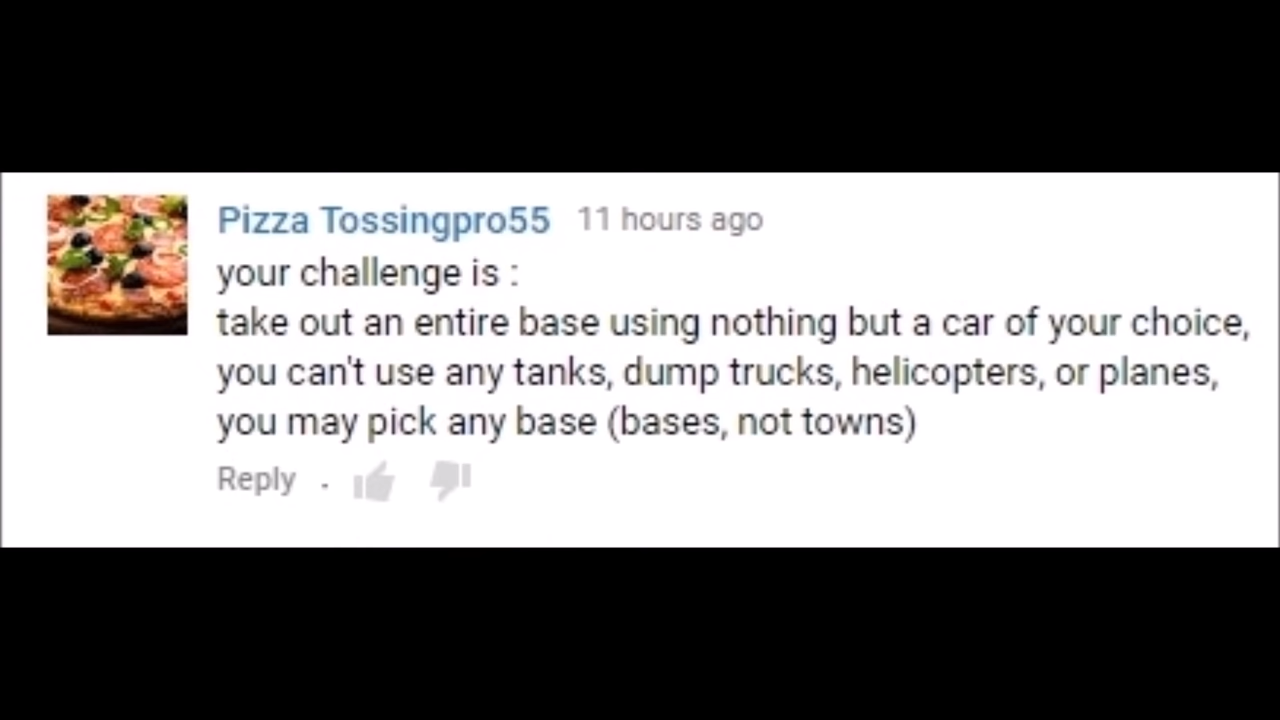 Pizza Tossingpro55 11 hours ago
your challenge is :
take out an entire base using nothing but a car of your choice,
you can't use any tanks, dump trucks, helicopters, or planes,
you may pick any base (bases, not towns)
Reply .